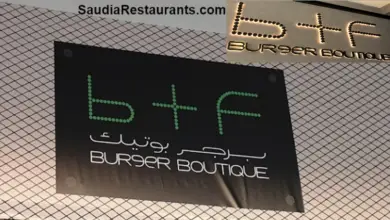 SaudiaRestaurants.com
b+f
BURGER BOUTIQUE
b+f
برجر بوتيك
BURGER BOUTIQUE